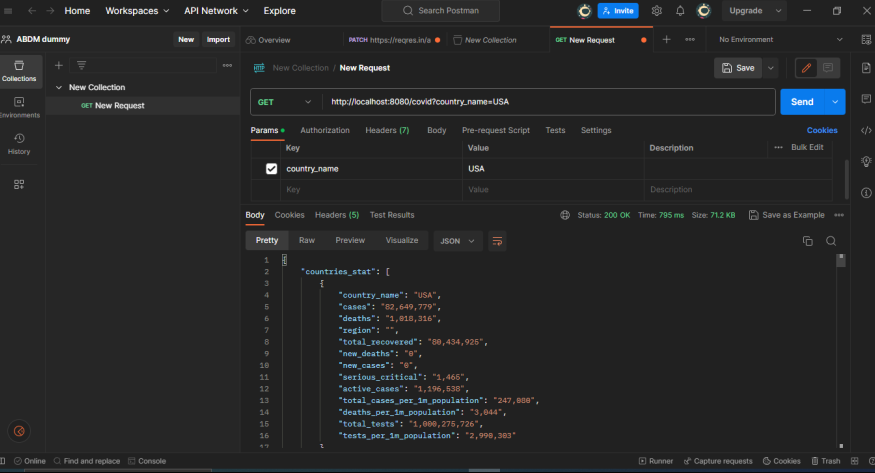 Home Workspaces API Network Explore Search Postman Invite Upgrade
ABDM dummy New Import Overview PATCH https://reqres.in/a New Collection GET New Request No Environment
Collections
New Collection / New Request Save
New Collection
GET New Request
GET http://localhost:8080/covid?country_name=USA Send
Environments
Params Authorization Headers (7) Body Pre-request Script Tests Settings Cookies
History
Key Value Description Bulk Edit
country_name USA
Key Value Description
Body Cookies Headers (5) Test Results Status: 200 OK Time: 795 ms Size: 71.2 KB Save as Example
Pretty Raw Preview Visualize JSON
1 {
2 "countries_stat": [
3 {
4 "country_name": "USA",
5 "cases": "82,649,779",
6 "deaths": "1,018,316",
7 "region": "",
8 "total_recovered": "80,434,925",
9 "new_deaths": "0",
10 "new_cases": "0",
11 "serious_critical": "1,465",
12 "active_cases": "1,196,538",
13 "total_cases_per_1m_population": "247,080",
14 "deaths_per_1m_population": "3,044",
15 "total_tests": "1,000,275,726",
16 "tests_per_1m_population": "2,990,303"
17 }
Online Find and replace Console Runner Capture requests Cookies Trash